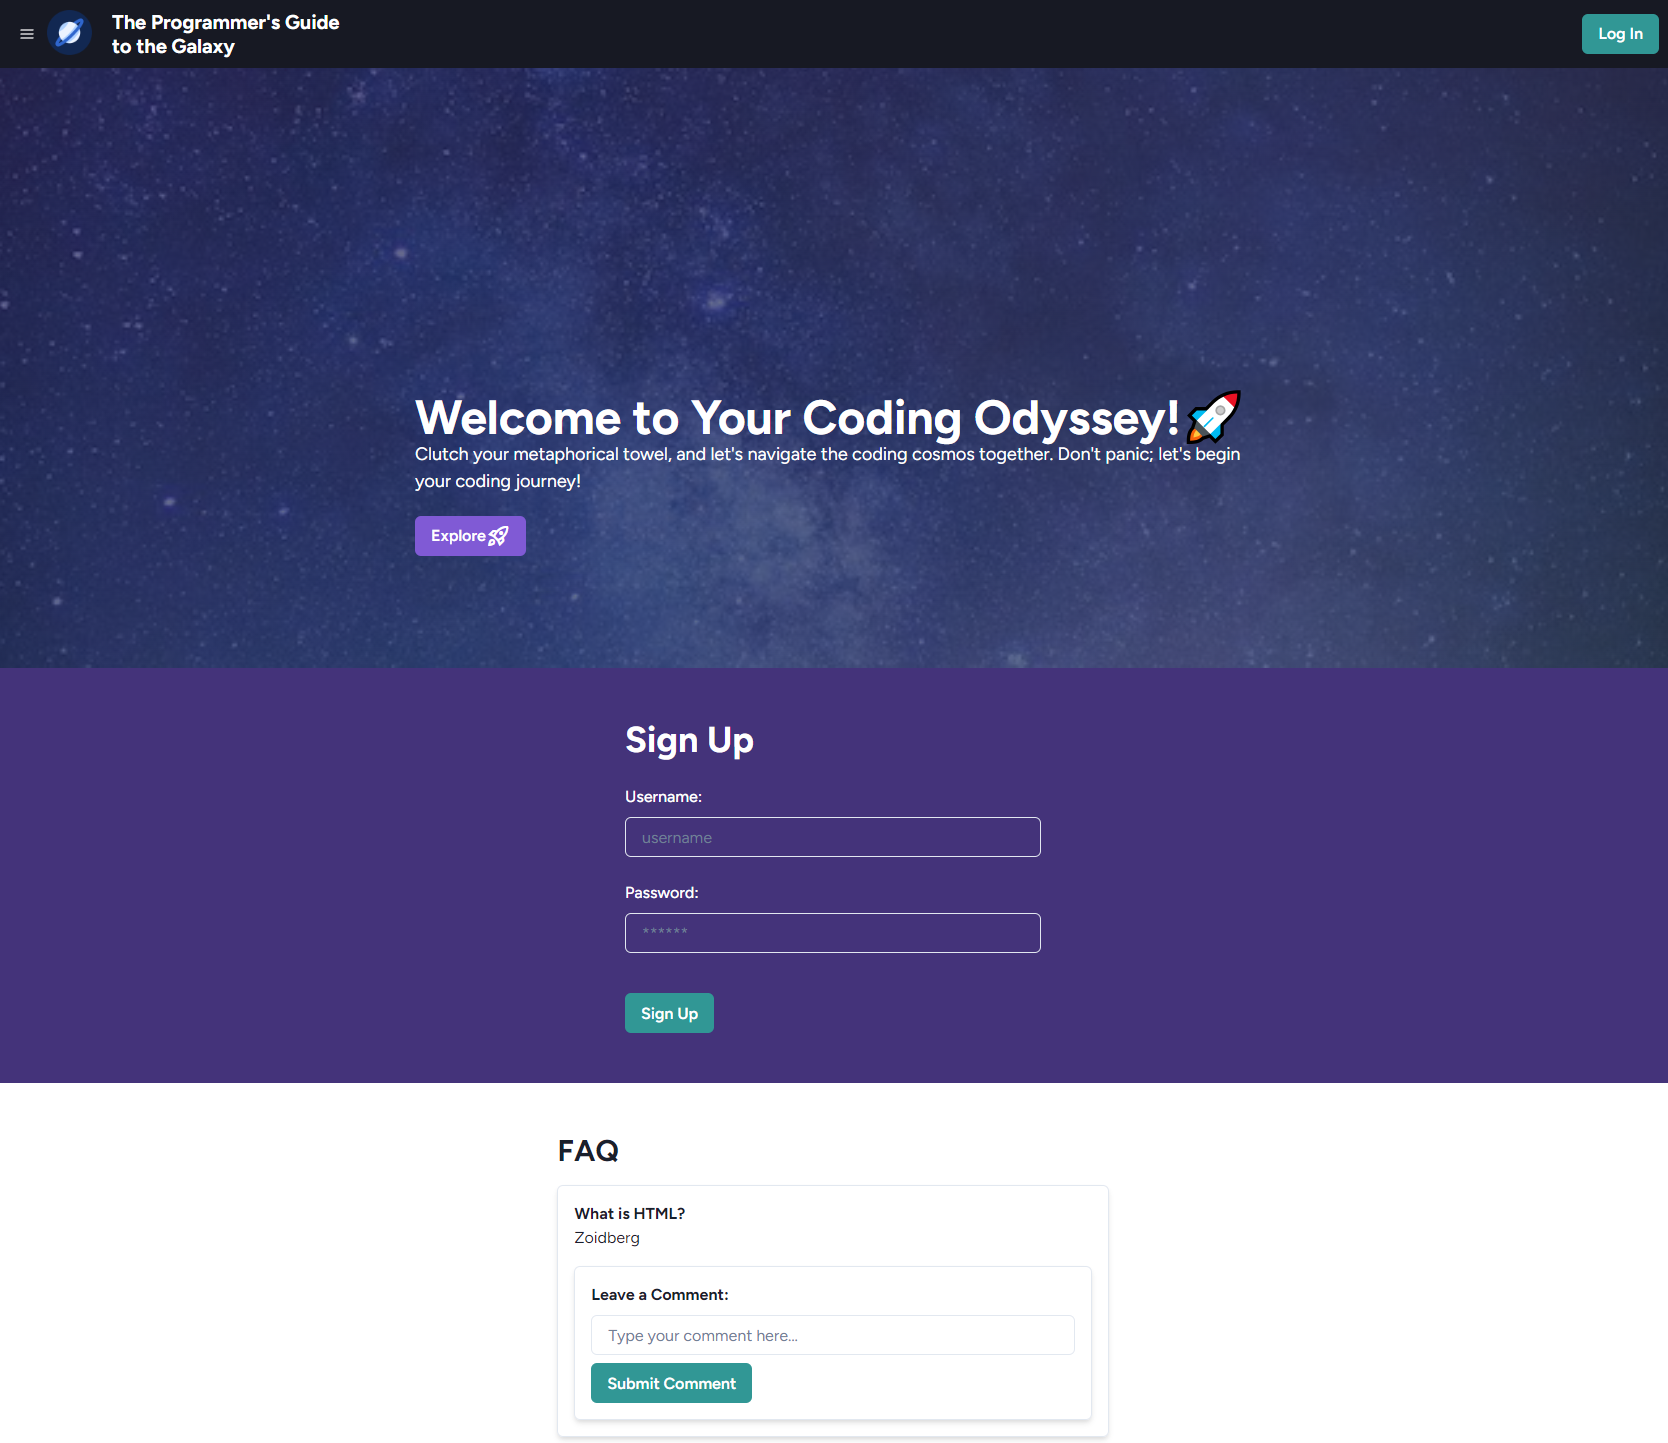 The Programmer's Guide
to the Galaxy
Log In
Welcome to Your Coding Odyssey!🚀
Clutch your metaphorical towel, and let's navigate the coding cosmos together. Don't panic; let's begin
your coding journey!
Explore
Sign Up
Username:
username
Password:
******
Sign Up
FAQ
What is HTML?
Zoidberg
Leave a Comment:
Type your comment here...
Submit Comment